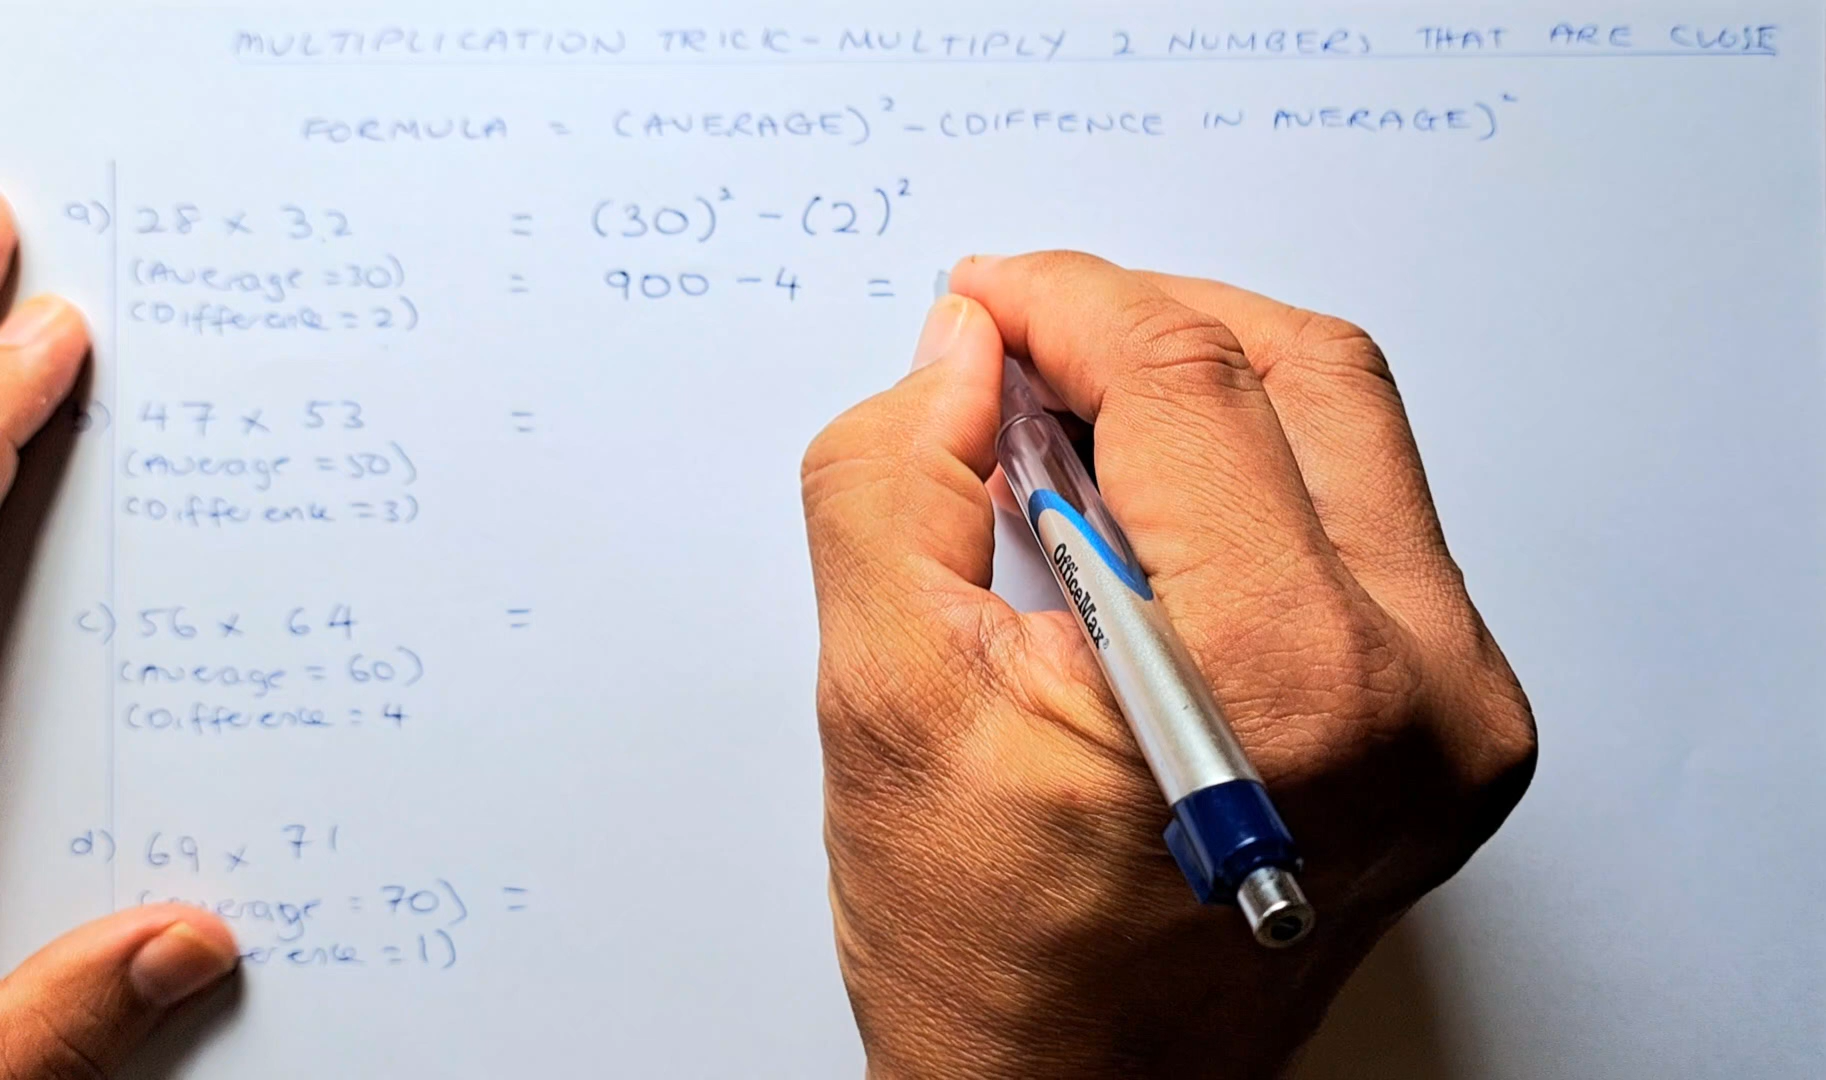 MULTIPLICATION TRICK - MULTIPLY 2 NUMBERS THAT ARE CLOSE
FORMULA = (AVERAGE)² - (DIFFENCE IN AVERAGE)²
a) 28 x 32 = (30)² - (2)²
(Average = 30) = 900 - 4 =
(Difference = 2)
b) 47 x 53 =
(Average = 50)
(Difference = 3)
c) 56 x 64 =
(Average = 60)
(Difference = 4
d) 69 x 71
(erage = 70) =
erence = 1)
OfficeMax®